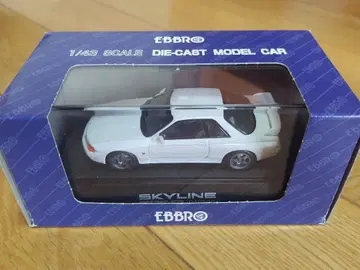 EBBRO
1/43 SCALE DIE-CAST MODEL CAR
SKYLINE
EBBRO